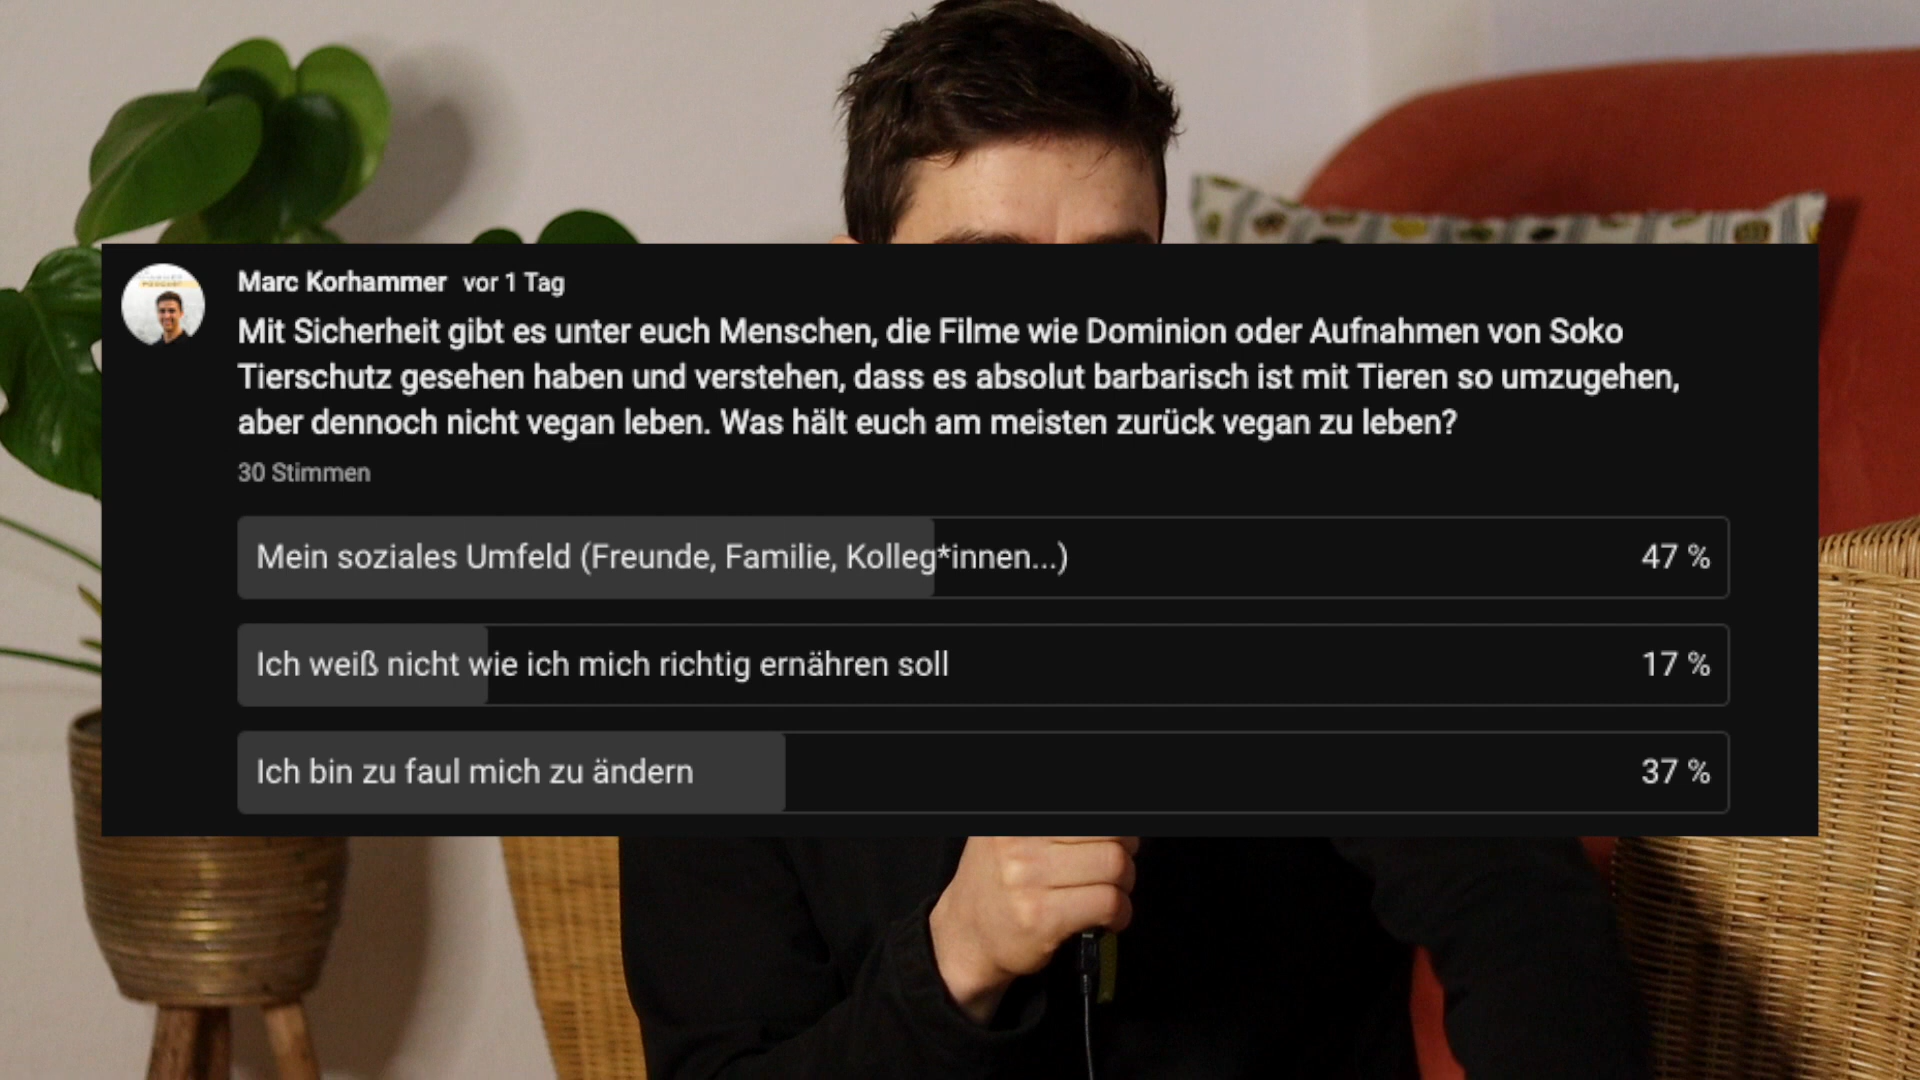 Marc Korhammer vor 1 Tag
Mit Sicherheit gibt es unter euch Menschen, die Filme wie Dominion oder Aufnahmen von Soko
Tierschutz gesehen haben und verstehen, dass es absolut barbarisch ist mit Tieren so umzugehen,
aber dennoch nicht vegan leben. Was hält euch am meisten zurück vegan zu leben?
30 Stimmen
Mein soziales Umfeld (Freunde, Familie, Kolleg*innen...) 47 %
Ich weiß nicht wie ich mich richtig ernähren soll 17 %
Ich bin zu faul mich zu ändern 37 %